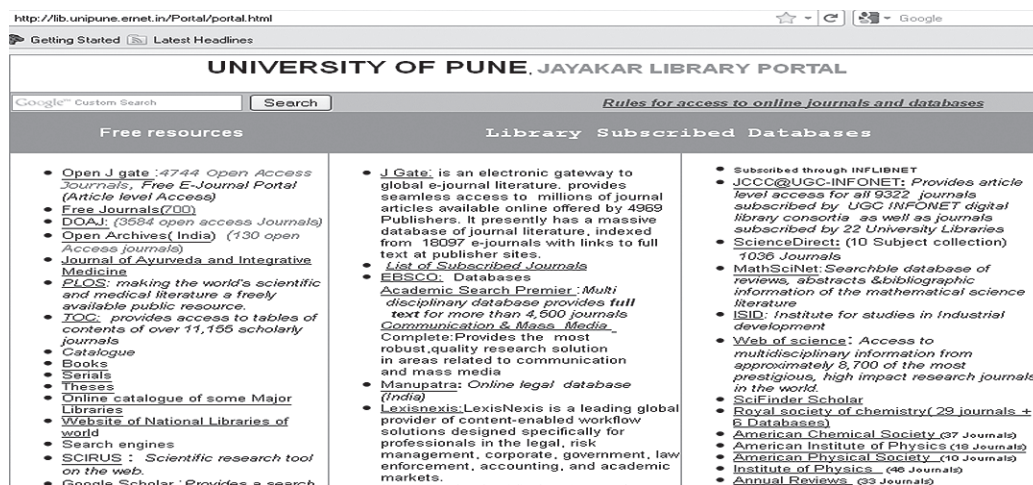 http://lib.unipune.ernet.in/Portal/portal.html
Google
Getting Started Latest Headlines
UNIVERSITY OF PUNE, JAYAKAR LIBRARY PORTAL
Google™ Custom Search Search Rules for access to online journals and databases
Free resources
• Open J gate :4744 Open Access
Journals, Free E-Journal Portal
(Article level Access)
• Free Journals(700)
• DOAJ: (3584 open access Journals)
• Open Archives( India) (130 open
Access journals)
• Journal of Ayurveda and Integrative
Medicine
• PLOS: making the world's scientific
and medical literature a freely
available public resource.
• TOC: provides access to tables of
contents of over 11,155 scholarly
journals
• Catalogue
• Books
• Serials
• Theses
• Online catalogue of some Major
Libraries
• Website of National Libraries of
world
• Search engines
• SCIRUS : Scientific research tool
on the web.
• Google Scholar :Provides a search
Library Subscribed Databases
• J Gate: is an electronic gateway to
global e-journal literature. provides
seamless access to millions of journal
articles available online offered by 4969
Publishers. It presently has a massive
database of journal literature, indexed
from 18097 e-journals with links to full
text at publisher sites.
• List of Subscribed Journals
• EBSCO: Databases
Academic Search Premier :Multi
disciplinary database provides full
text for more than 4,500 journals
Communication & Mass Media
Complete:Provides the most
robust,quality research solution
in areas related to communication
and mass media
• Manupatra: Online legal database
(India)
• Lexisnexis:LexisNexis is a leading global
provider of content-enabled workflow
solutions designed specifically for
professionals in the legal, risk
management, corporate, government, law
enforcement, accounting, and academic
markets.
• Subscribed through INFLIBNET
• JCCC@UGC-INFONET: Provides article
level access for all 9322 journals
subscribed by UGC INFONET digital
library consortia as well as journals
subscribed by 22 University Libraries
• ScienceDirect: (10 Subject collection)
1036 Journals
• MathSciNet:Searchble database of
reviews, abstracts &bibliographic
information of the mathematical science
literature
• ISID: Institute for studies in Industrial
development
• Web of science: Access to
multidisciplinary information from
approximately 8,700 of the most
prestigious, high impact research journals
in the world.
• SciFinder Scholar
• Royal society of chemistry( 29 journals +
6 Databases)
• American Chemical Society (37 Journals)
• American Institute of Physics (18 Journals)
• American Physical Society (10 Journals)
• Institute of Physics (46 Journals)
• Annual Reviews (33 Journals)